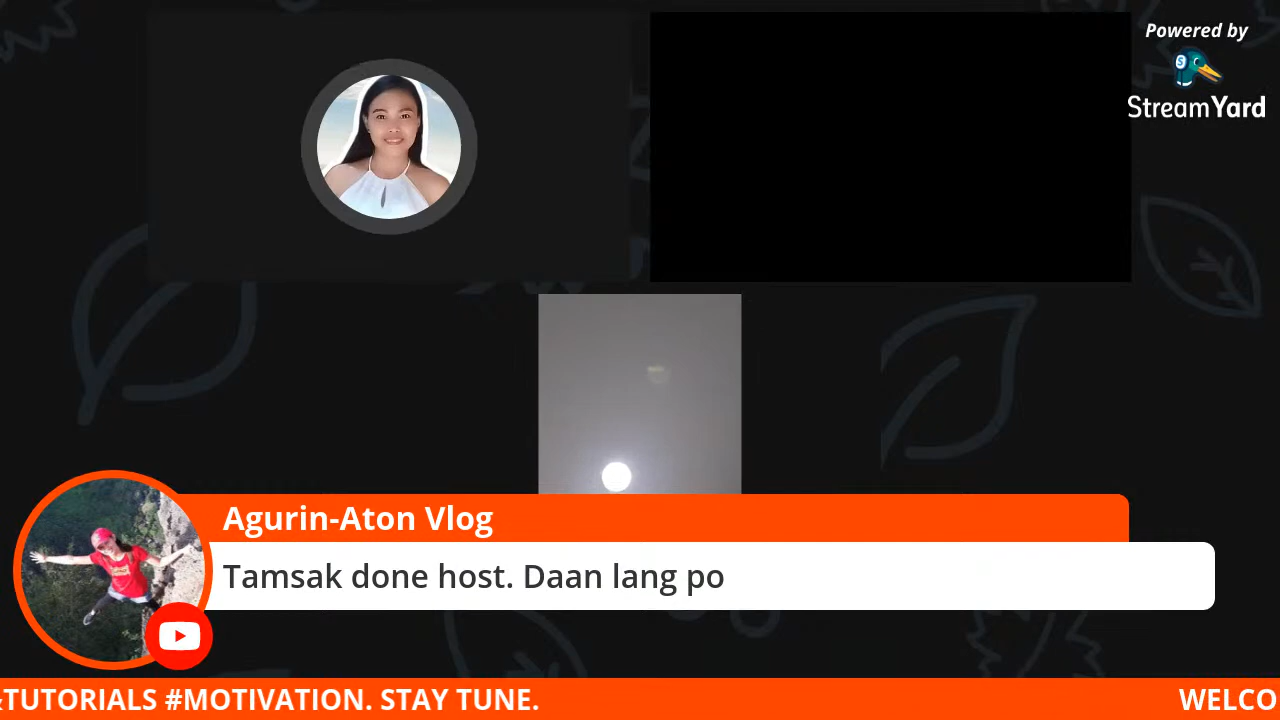 Powered by
StreamYard
Agurin-Aton Vlog
Tamsak done host. Daan lang po
&TUTORIALS #MOTIVATION. STAY TUNE.
WELCO